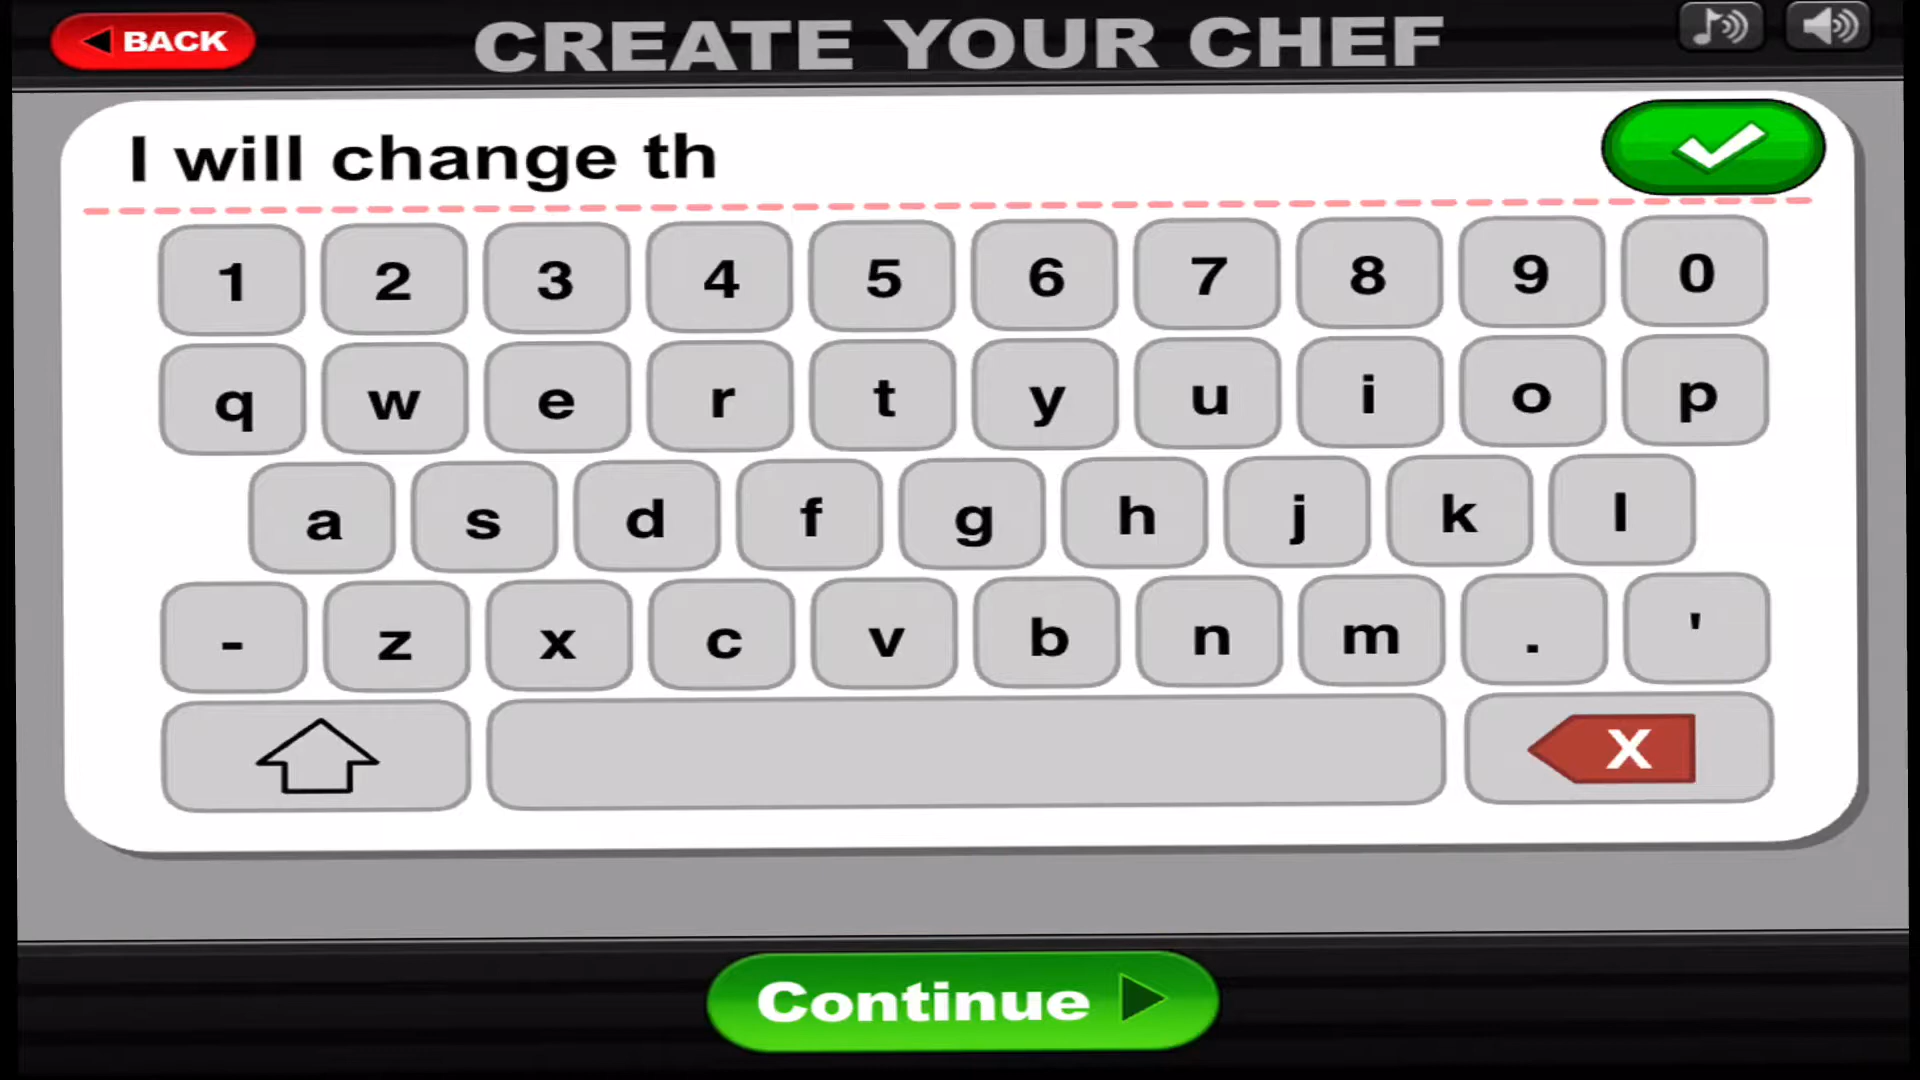 BACK
CREATE YOUR CHEF
I will change th
1 2 3 4 5 6 7 8 9 0
q w e r t y u i o p
a s d f g h j k l
- z x c v b n m . '
X
Continue